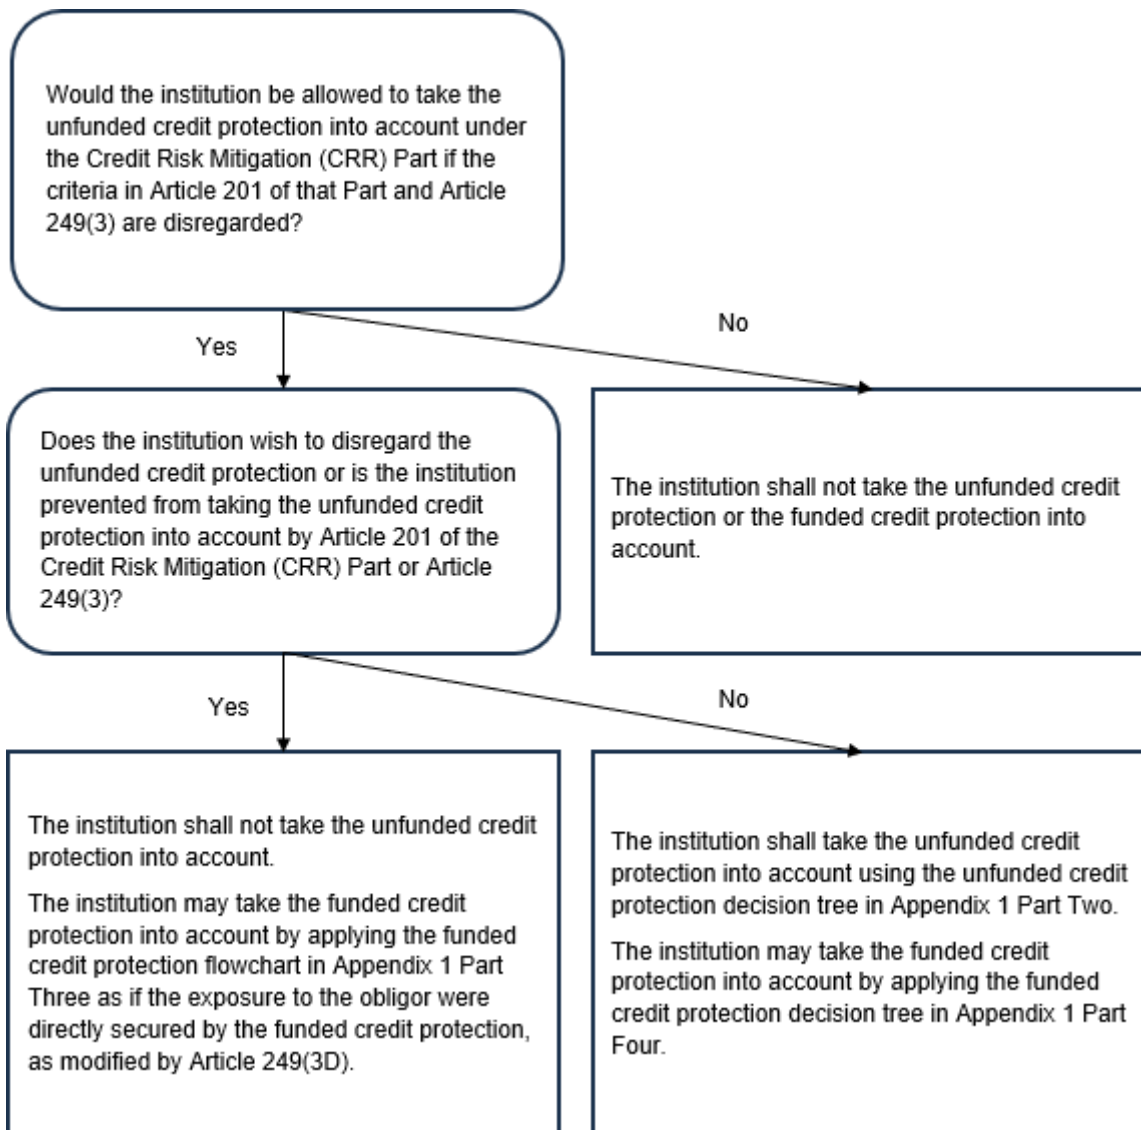 Would the institution be allowed to take the
unfunded credit protection into account under
the Credit Risk Mitigation (CRR) Part if the
criteria in Article 201 of that Part and Article
249(3) are disregarded?
Yes
No
Does the institution wish to disregard the
unfunded credit protection or is the institution
prevented from taking the unfunded credit
protection into account by Article 201 of the
Credit Risk Mitigation (CRR) Part or Article
249(3)?
The institution shall not take the unfunded credit
protection or the funded credit protection into
account.
Yes
No
The institution shall not take the unfunded credit
protection into account.
The institution may take the funded credit
protection into account by applying the funded
credit protection flowchart in Appendix 1 Part
Three as if the exposure to the obligor were
directly secured by the funded credit protection,
as modified by Article 249(3D).
The institution shall take the unfunded credit
protection into account using the unfunded credit
protection decision tree in Appendix 1 Part Two.
The institution may take the funded credit
protection into account by applying the funded
credit protection decision tree in Appendix 1 Part
Four.